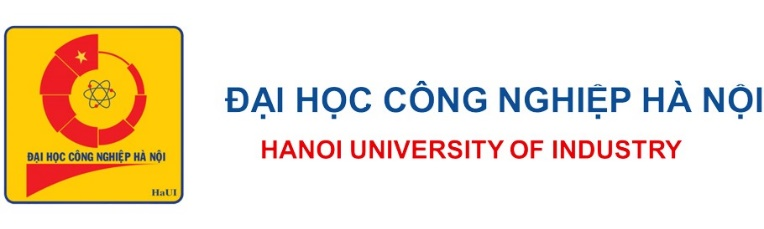 ĐẠI HỌC CÔNG NGHIỆP HÀ NỘI
HaUI
ĐẠI HỌC CÔNG NGHIỆP HÀ NỘI
HANOI UNIVERSITY OF INDUSTRY